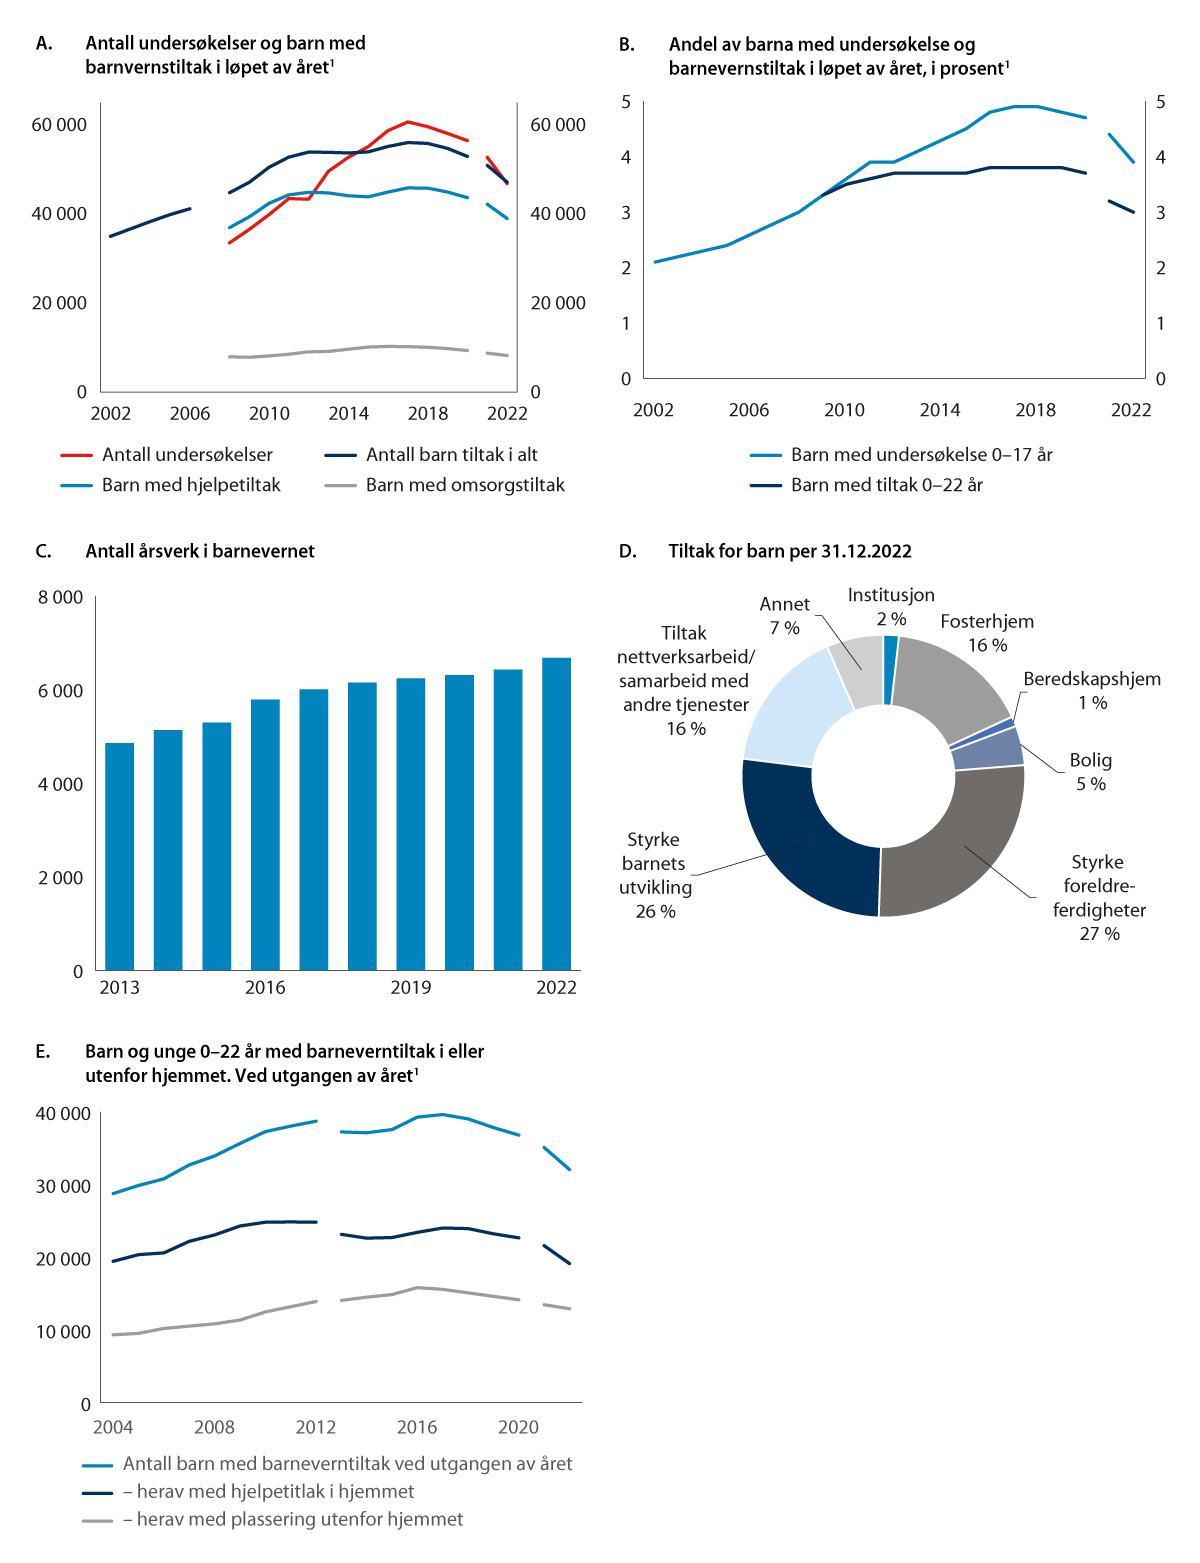 A. Antall undersøkelser og barn med
barnvernstiltak i løpet av året¹
60 000
40 000
20 000
0
60 000
40 000
20 000
0
2002 2006 2010 2014 2018 2022
Antall undersøkelser
Antall barn tiltak i alt
Barn med hjelpetiltak
Barn med omsorgstiltak
B. Andel av barna med undersøkelse og
barnevernstiltak i løpet av året, i prosent¹
5
4
3
2
1
0
5
4
3
2
1
0
2002 2006 2010 2014 2018 2022
Barn med undersøkelse 0–17 år
Barn med tiltak 0–22 år
C. Antall årsverk i barnevernet
8 000
6 000
4 000
2 000
0
2013 2016 2019 2022
D. Tiltak for barn per 31.12.2022
Institusjon
2 %
Fosterhjem
16 %
Beredskapshjem
1 %
Bolig
5 %
Styrke
foreldre-
ferdigheter
27 %
Styrke
barnets
utvikling
26 %
Tiltak
nettverksarbeid/
samarbeid med
andre tjenester
16 %
Annet
7 %
E. Barn og unge 0–22 år med barneverntiltak i eller
utenfor hjemmet. Ved utgangen av året¹
40 000
30 000
20 000
10 000
0
2004 2008 2012 2016 2020
Antall barn med barneverntiltak ved utgangen av året
– herav med hjelpetitlak i hjemmet
– herav med plassering utenfor hjemmet